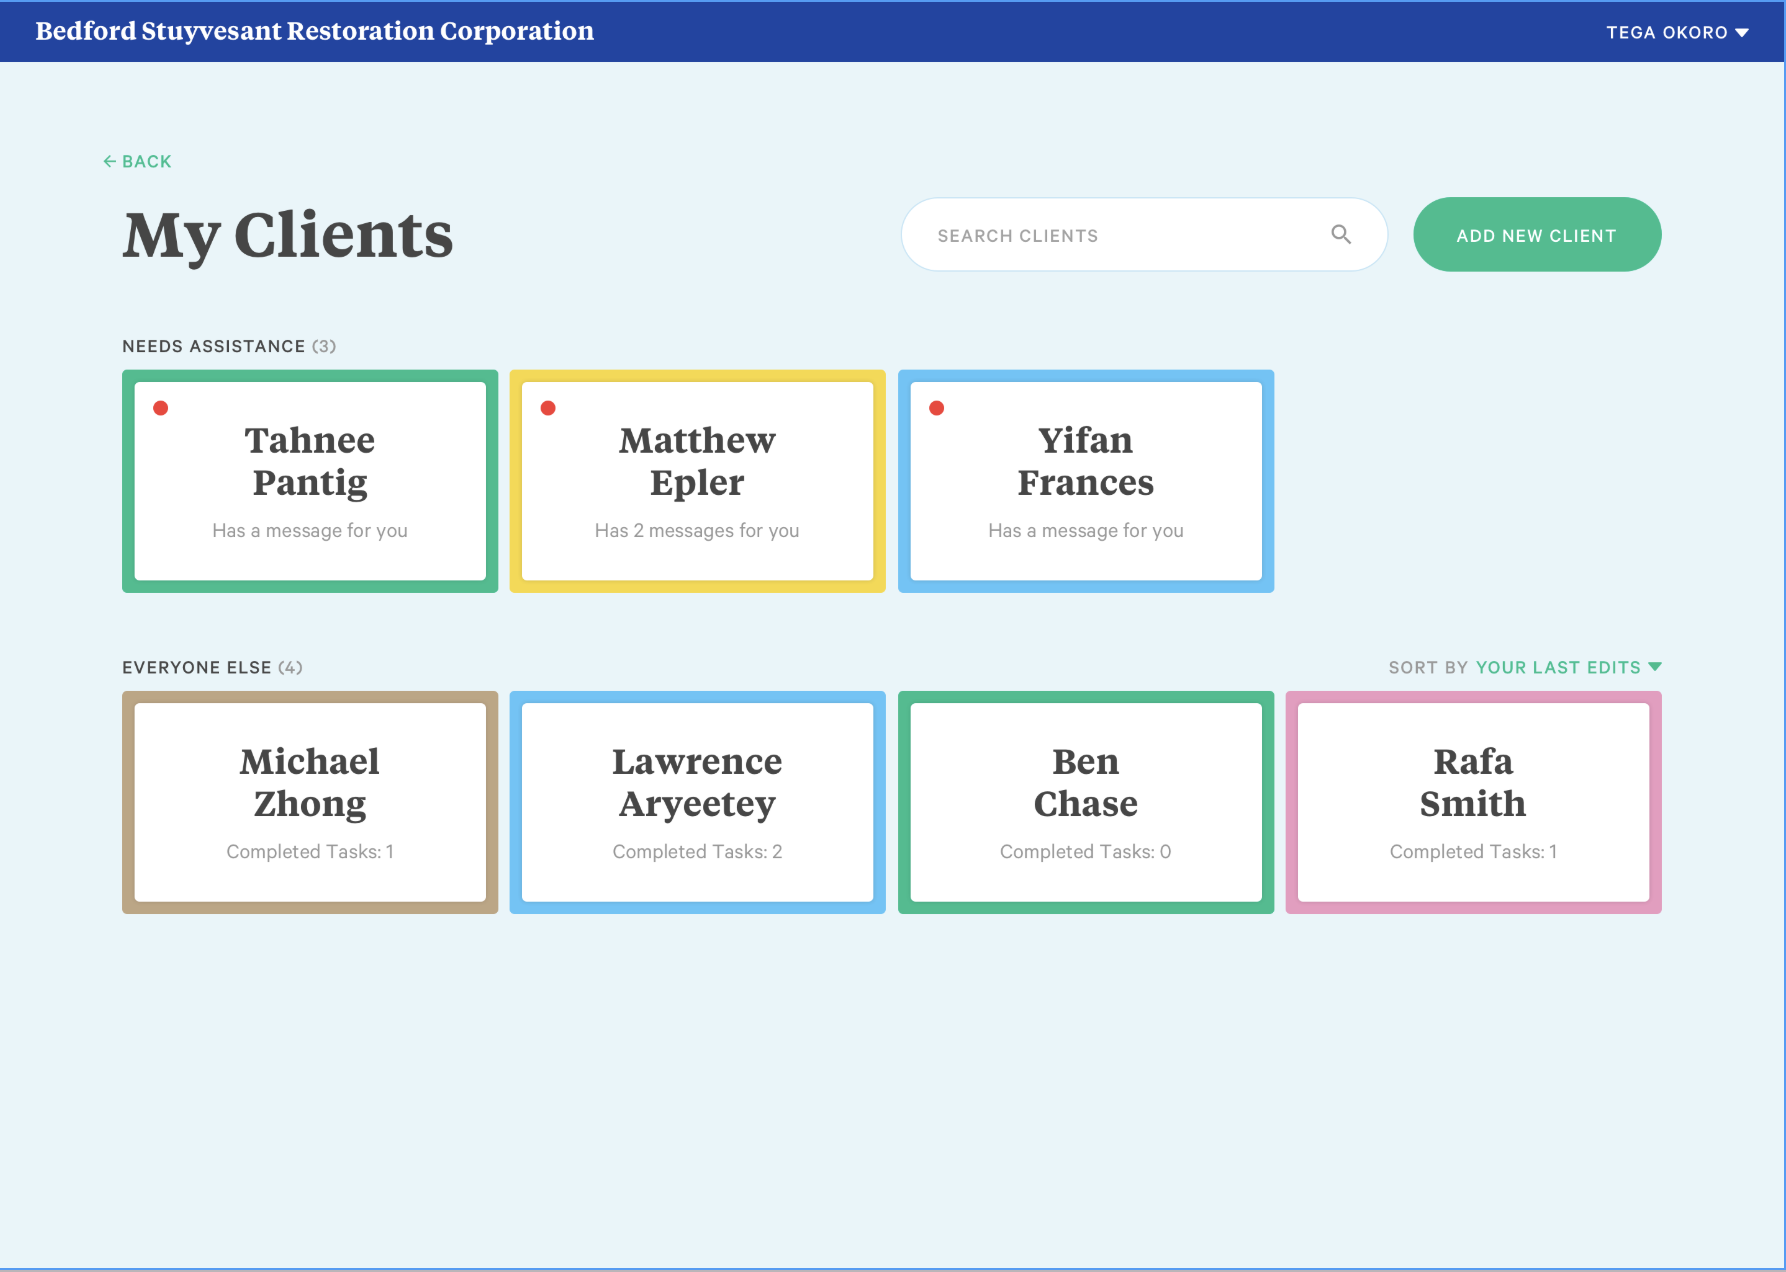 Bedford Stuyvesant Restoration Corporation
TEGA OKORO
BACK
My Clients
SEARCH CLIENTS
ADD NEW CLIENT
NEEDS ASSISTANCE (3)
Tahnee
Pantig
Has a message for you
Matthew
Epler
Has 2 messages for you
Yifan
Frances
Has a message for you
EVERYONE ELSE (4)
SORT BY YOUR LAST EDITS
Michael
Zhong
Completed Tasks: 1
Lawrence
Aryeetey
Completed Tasks: 2
Ben
Chase
Completed Tasks: 0
Rafa
Smith
Completed Tasks: 1